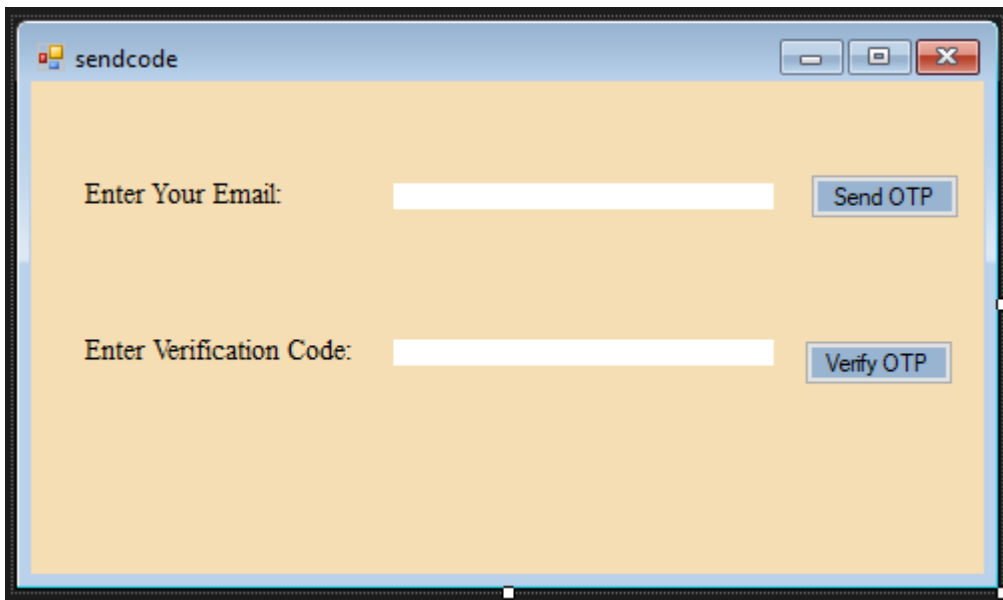 sendcode
Enter Your Email:
Send OTP
Enter Verification Code:
Verify OTP